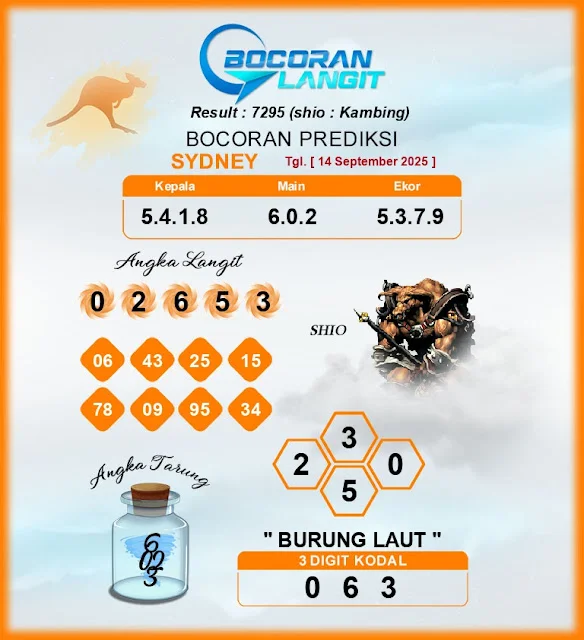 BOCORAN
LANGIT
Result : 7295 (shio : Kambing)
BOCORAN PREDIKSI
SYDNEY Tgl. [ 14 September 2025 ]
Kepala Main Ekor
5.4.1.8 6.0.2 5.3.7.9
Angka Langit
0 2 6 5 3
SHIO
06 43 25 15
78 09 95 34
3
2 0
5
Angka Tarung
6
02
3
" BURUNG LAUT "
3 DIGIT KODAL
0 6 3